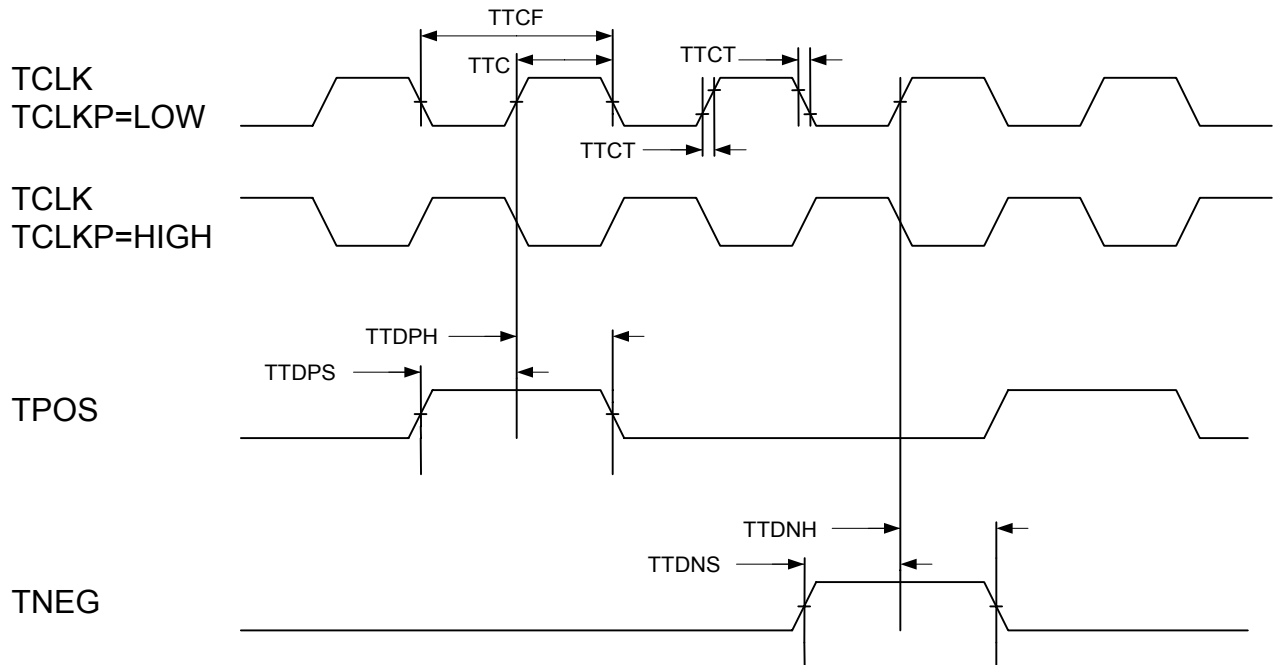 TTCF
TTC
TTCT
TCLK
TCLKP=LOW
TTCT
TCLK
TCLKP=HIGH
TTDPH
TTDPS
TPOS
TTDNH
TTDNS
TNEG